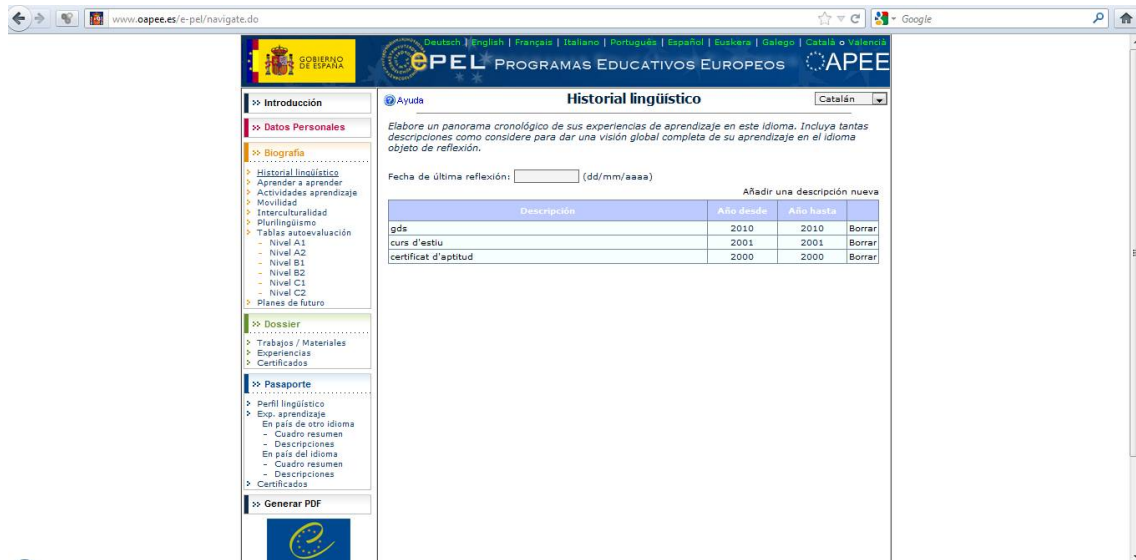 www.oapee.es/e-pel/navigate.do
Google
GOBIERNO
DE ESPAÑA
Deutsch | English | Français | Italiano | Português | Español | Euskera | Galego | Català o Valencià
ePEL PROGRAMAS EDUCATIVOS EUROPEOS OAPEE
>> Introducción
>> Datos Personales
>> Biografía
Historial lingüístico
Aprender a aprender
Actividades aprendizaje
Movilidad
Interculturalidad
Plurilingüismo
Tablas autoevaluación
- Nivel A1
- Nivel A2
- Nivel B1
- Nivel B2
- Nivel C1
- Nivel C2
Planes de futuro
>> Dossier
Trabajos / Materiales
Experiencias
Certificados
>> Pasaporte
Perfil lingüístico
Exp. aprendizaje
En país de otro idioma
- Cuadro resumen
- Descripciones
En país del idioma
- Cuadro resumen
- Descripciones
Certificados
>> Generar PDF
Ayuda
Historial lingüístico
Catalán
Elabore un panorama cronológico de sus experiencias de aprendizaje en este idioma. Incluya tantas
descripciones como considere para dar una visión global completa de su aprendizaje en el idioma
objeto de reflexión.
Fecha de última reflexión: (dd/mm/aaaa)
Añadir una descripción nueva
Descripción Año desde Año hasta
gds 2010 2010 Borrar
curs d'estiu 2001 2001 Borrar
certificat d'aptitud 2000 2000 Borrar